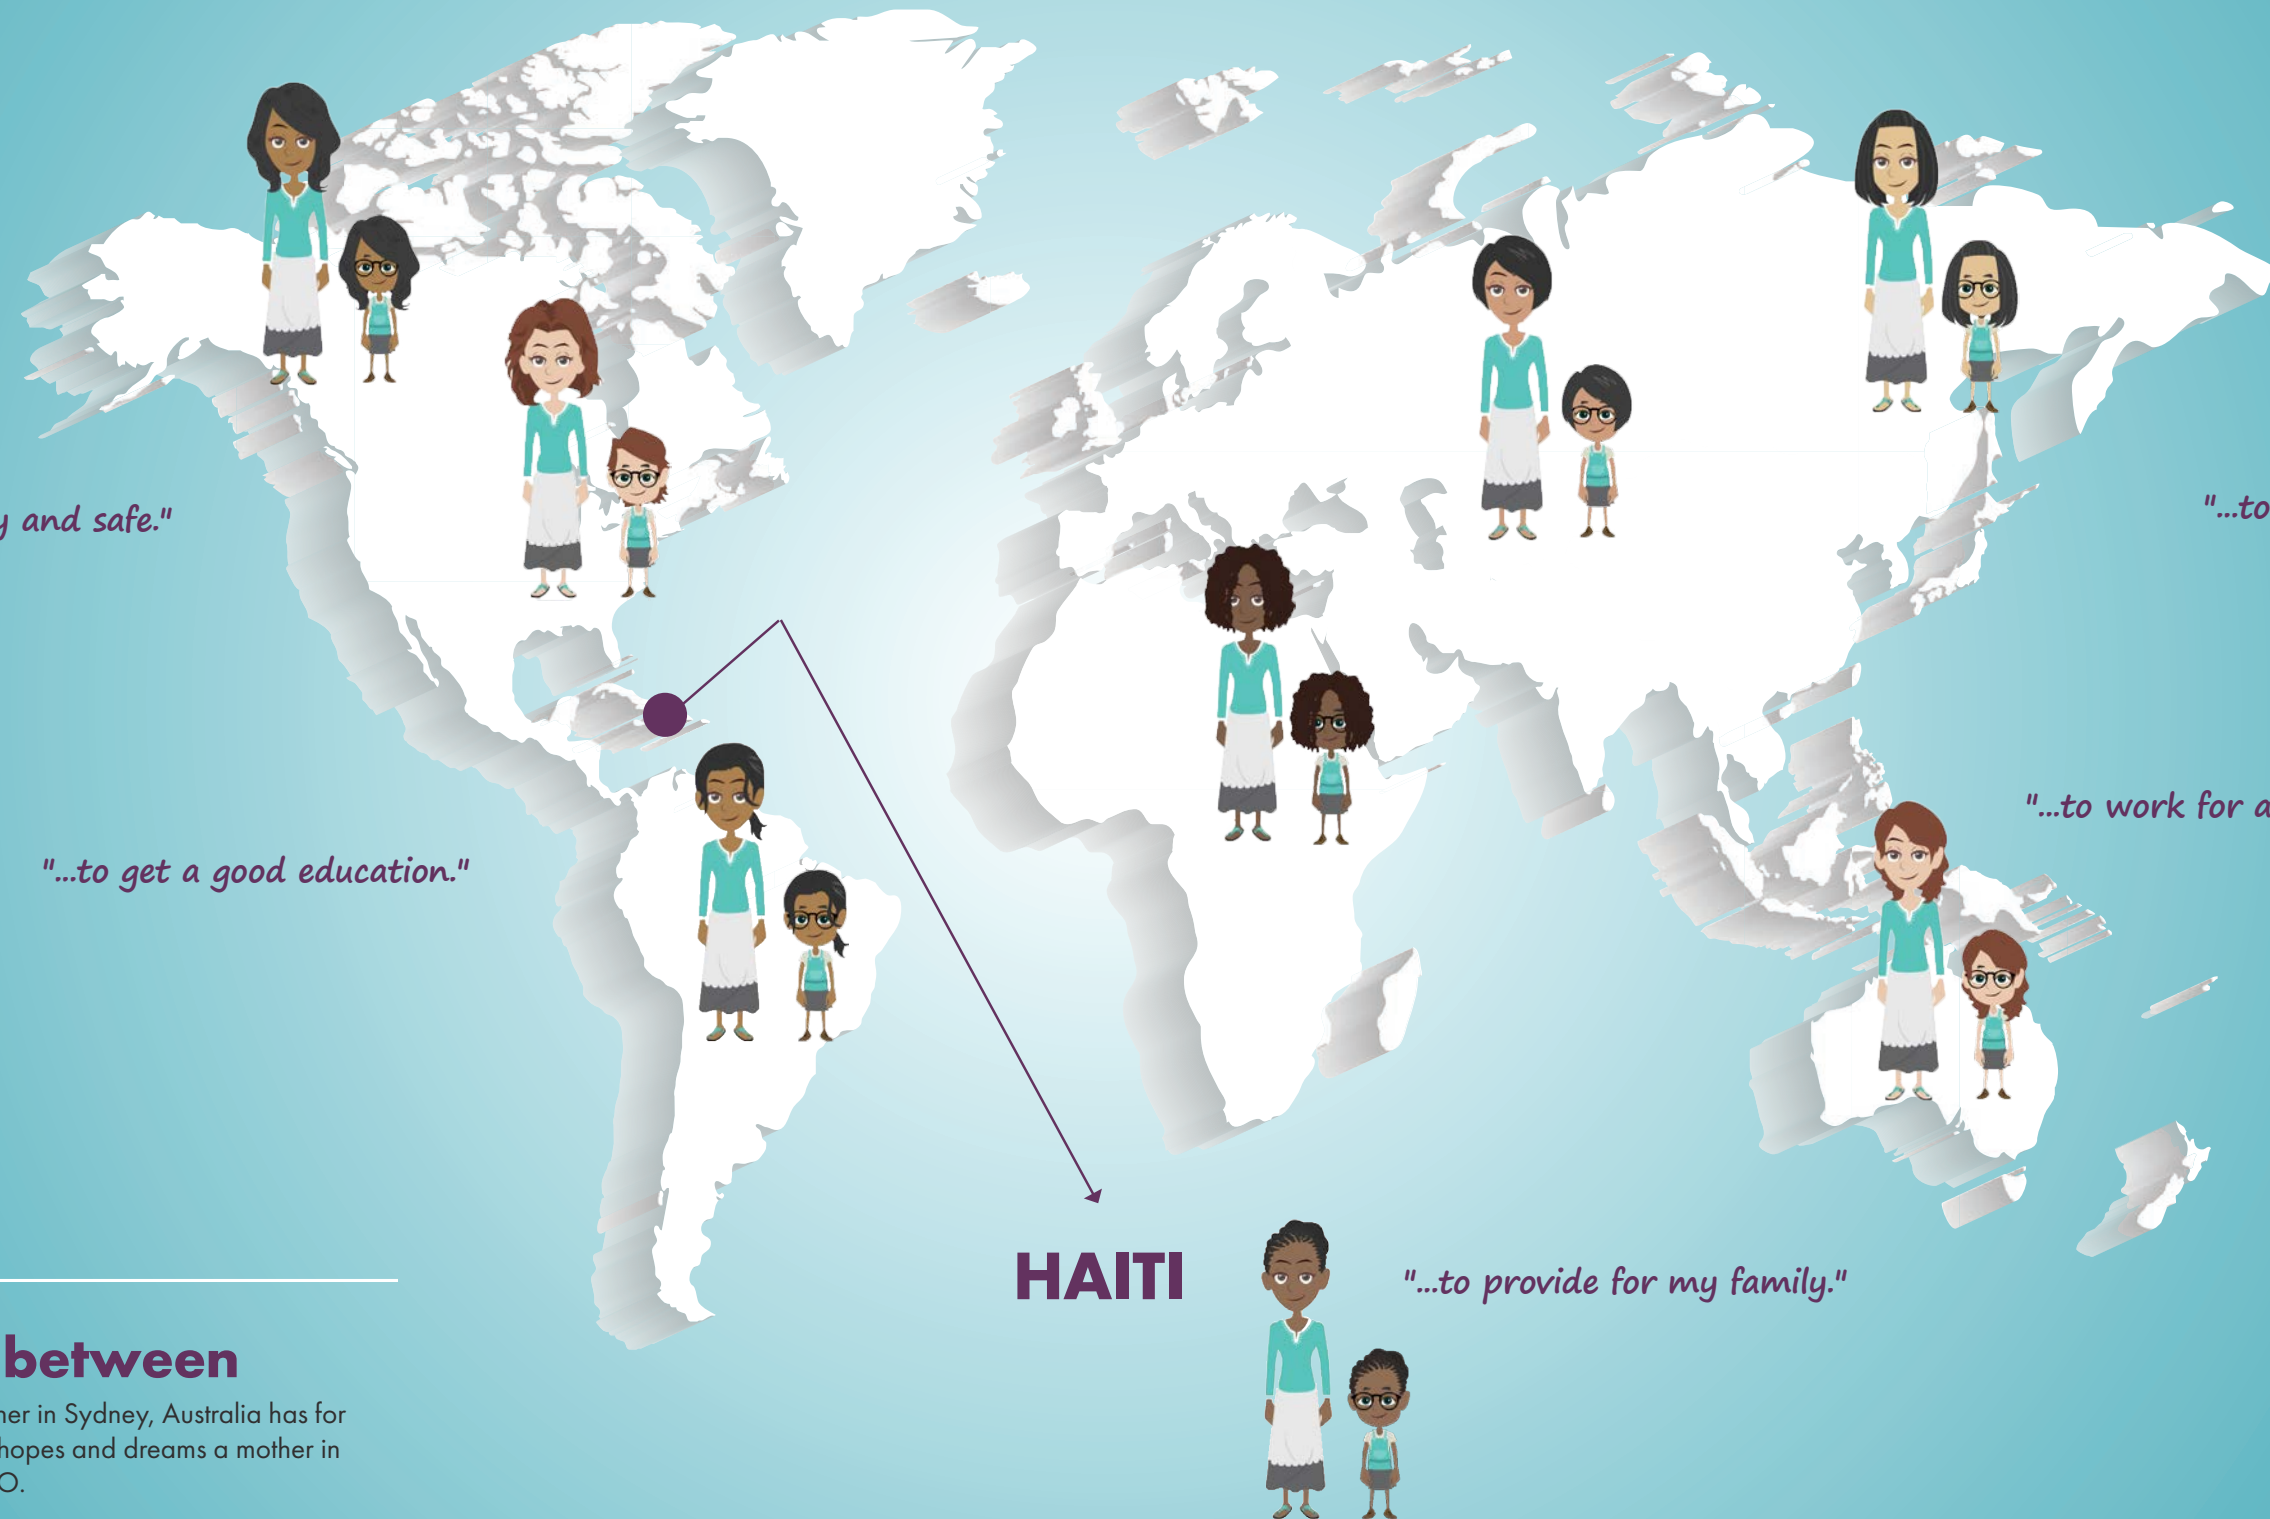 y and safe."
"...to
"...to work for a
"...to get a good education."
HAITI
"...to provide for my family."
between
her in Sydney, Australia has for
hopes and dreams a mother in
O.